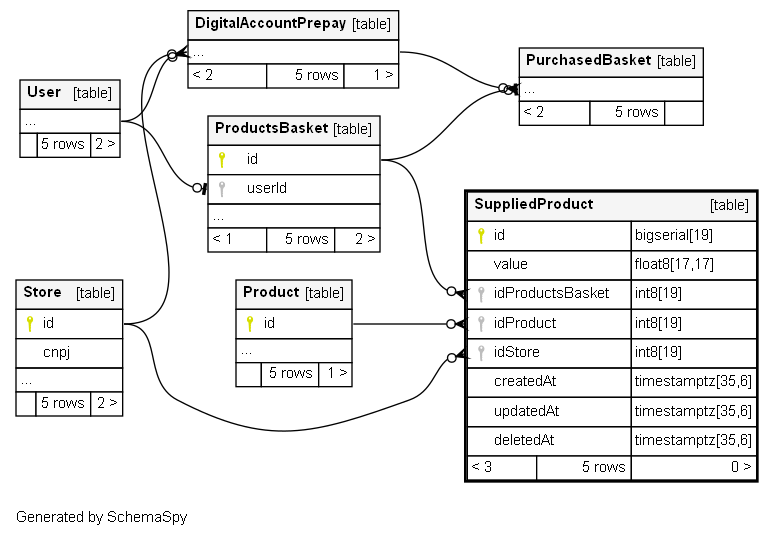 DigitalAccountPrepay [table]
...
< 2 5 rows 1 >
PurchasedBasket [table]
...
< 2 5 rows
User [table]
...
5 rows 2 >
ProductsBasket [table]
id
userId
...
< 1 5 rows 2 >
SuppliedProduct [table]
id bigserial[19]
value float8[17,17]
idProductsBasket int8[19]
idProduct int8[19]
idStore int8[19]
createdAt timestamptz[35,6]
updatedAt timestamptz[35,6]
deletedAt timestamptz[35,6]
< 3 5 rows 0 >
Store [table]
id
cnpj
...
5 rows 2 >
Product [table]
id
...
5 rows 1 >
Generated by SchemaSpy